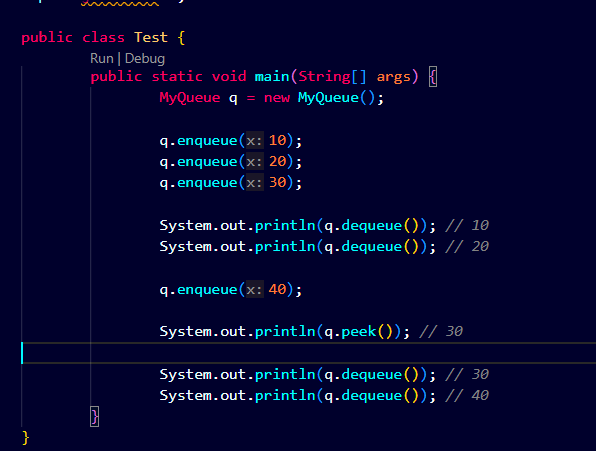 public class Test {
Run | Debug
public static void main(String[] args) {
MyQueue q = new MyQueue();
q.enqueue(x: 10);
q.enqueue(x: 20);
q.enqueue(x: 30);
System.out.println(q.dequeue()); // 10
System.out.println(q.dequeue()); // 20
q.enqueue(x: 40);
System.out.println(q.peek()); // 30
System.out.println(q.dequeue()); // 30
System.out.println(q.dequeue()); // 40
}
}